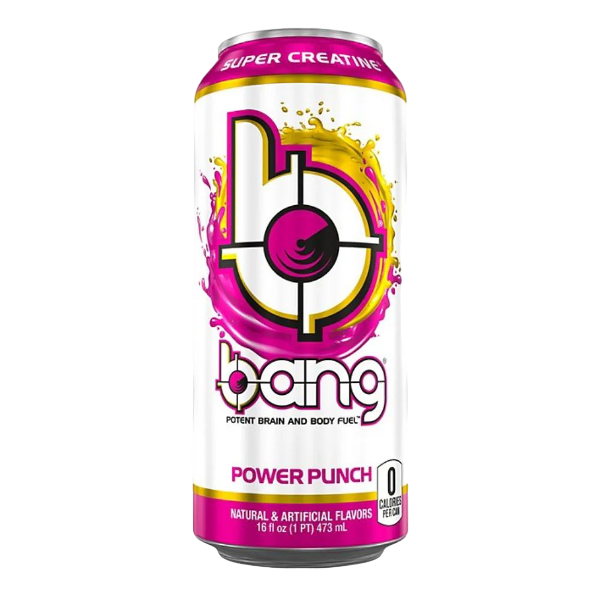 SUPER CREATINE®
b
bang®
POTENT BRAIN AND BODY FUEL™
POWER PUNCH
0
CALORIES
PER CAN
NATURAL & ARTIFICIAL FLAVORS
16 fl oz (1 PT) 473 mL